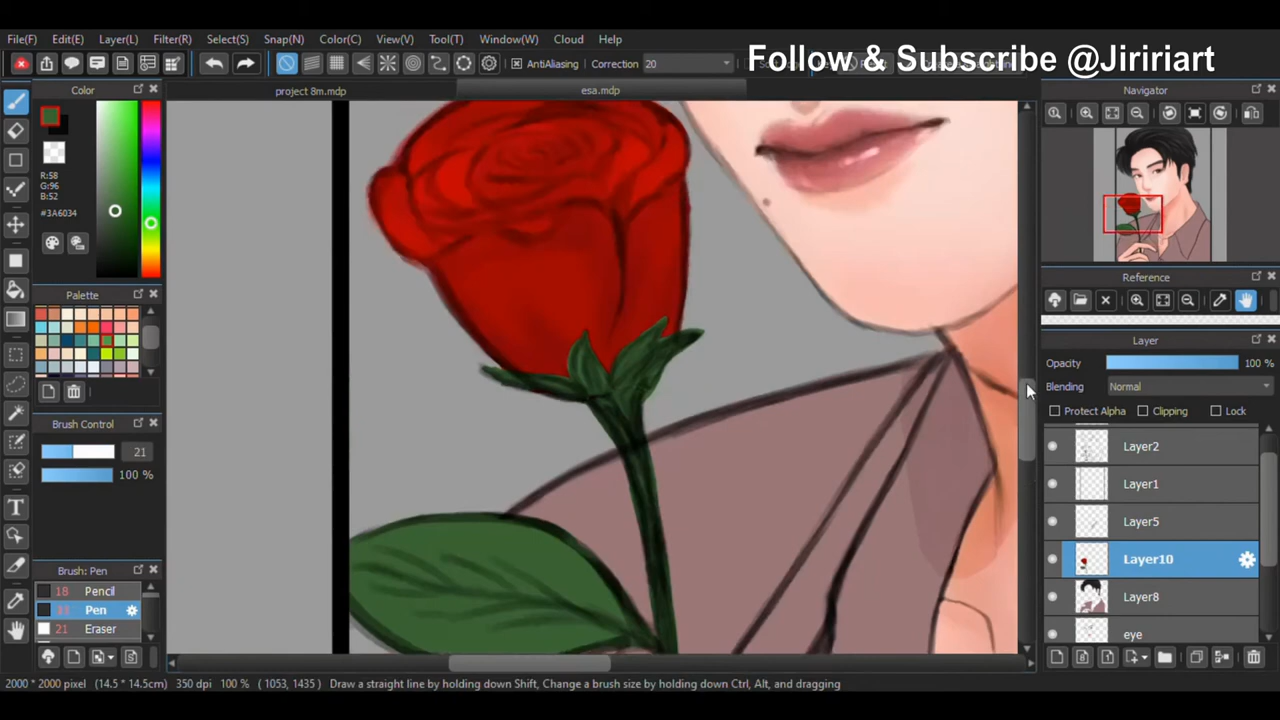 Follow & Subscribe @Jiririart
File(F) Edit(E) Layer(L) Filter(R) Select(S) Snap(N) Color(C) View(V) Tool(T) Window(W) Cloud Help
AntiAliasing Correction 20
Color
project 8m.mdp
esa.mdp
Navigator
R:58
G:96
B:52
#3A6034
Palette
Reference
Layer
Opacity 100 %
Blending Normal
Protect Alpha Clipping Lock
Brush Control
21
100 %
Layer2
Layer1
Layer5
Layer10
Layer8
eye
Brush: Pen
18 Pencil
Pen
21 Eraser
2000 * 2000 pixel (14.5 * 14.5cm) 350 dpi 100 % ( 1053, 1435) Draw a straight line by holding down Shift, Change a brush size by holding down Ctrl, Alt, and dragging